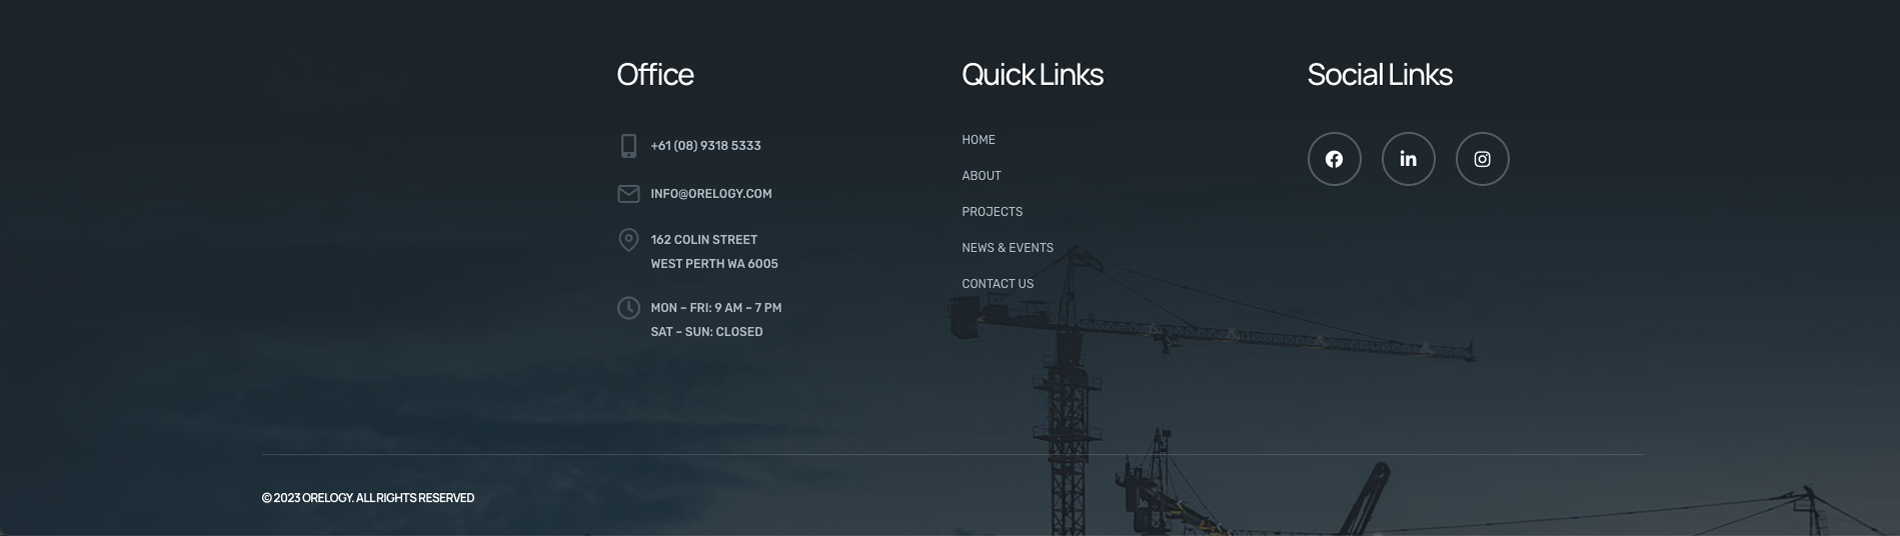 Office
+61 (08) 9318 5333
INFO@ORELOGY.COM
162 COLIN STREET
WEST PERTH WA 6005
MON – FRI: 9 AM – 7 PM
SAT – SUN: CLOSED
Quick Links
HOME
ABOUT
PROJECTS
NEWS & EVENTS
CONTACT US
Social Links
© 2023 ORELOGY. ALL RIGHTS RESERVED